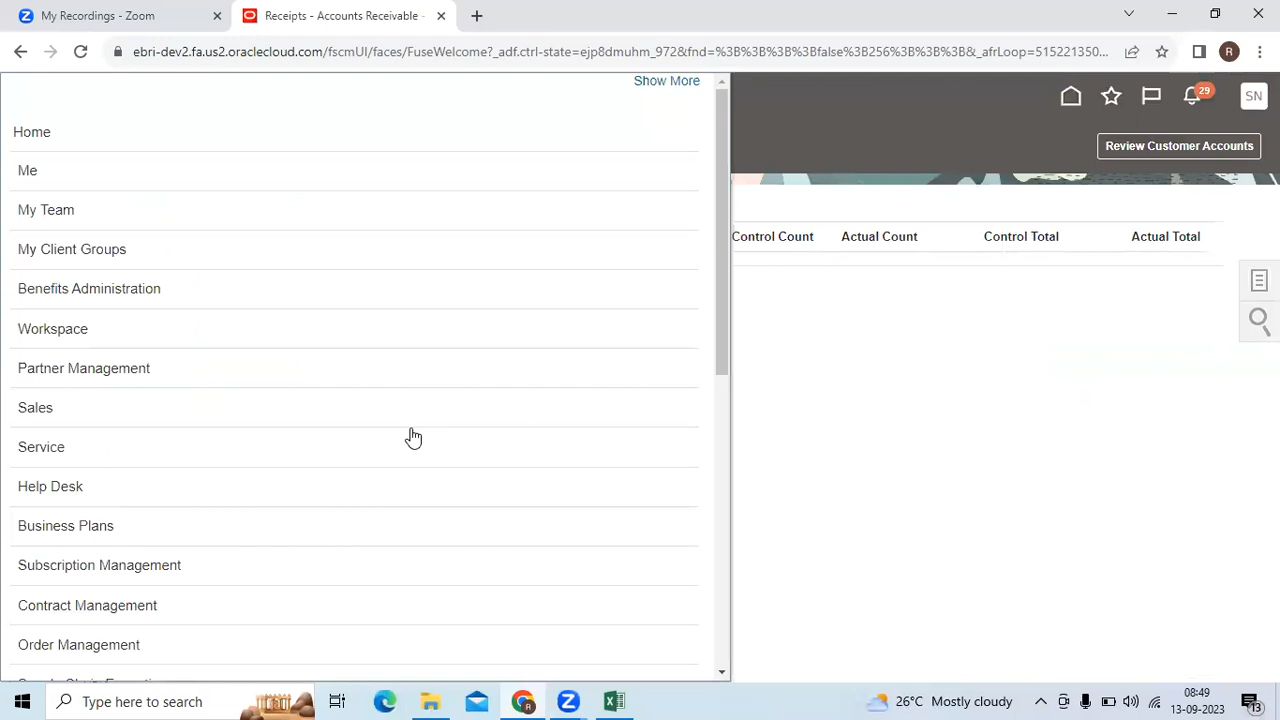 My Recordings - Zoom
Receipts - Accounts Receivable -
ebri-dev2.fa.us2.oraclecloud.com/fscmUI/faces/FuseWelcome?_adf.ctrl-state=ejp8dmuhm_972&fnd=%3B%3B%3B%3Bfalse%3B256%3B%3B%3B&_afrLoop=515221350...
R
Show More
29
SN
Home
Review Customer Accounts
Me
My Team
Control Count Actual Count Control Total Actual Total
My Client Groups
Benefits Administration
Workspace
Partner Management
Sales
Service
Help Desk
Business Plans
Subscription Management
Contract Management
Order Management
Type here to search
26°C Mostly cloudy
08:49
13-09-2023
13